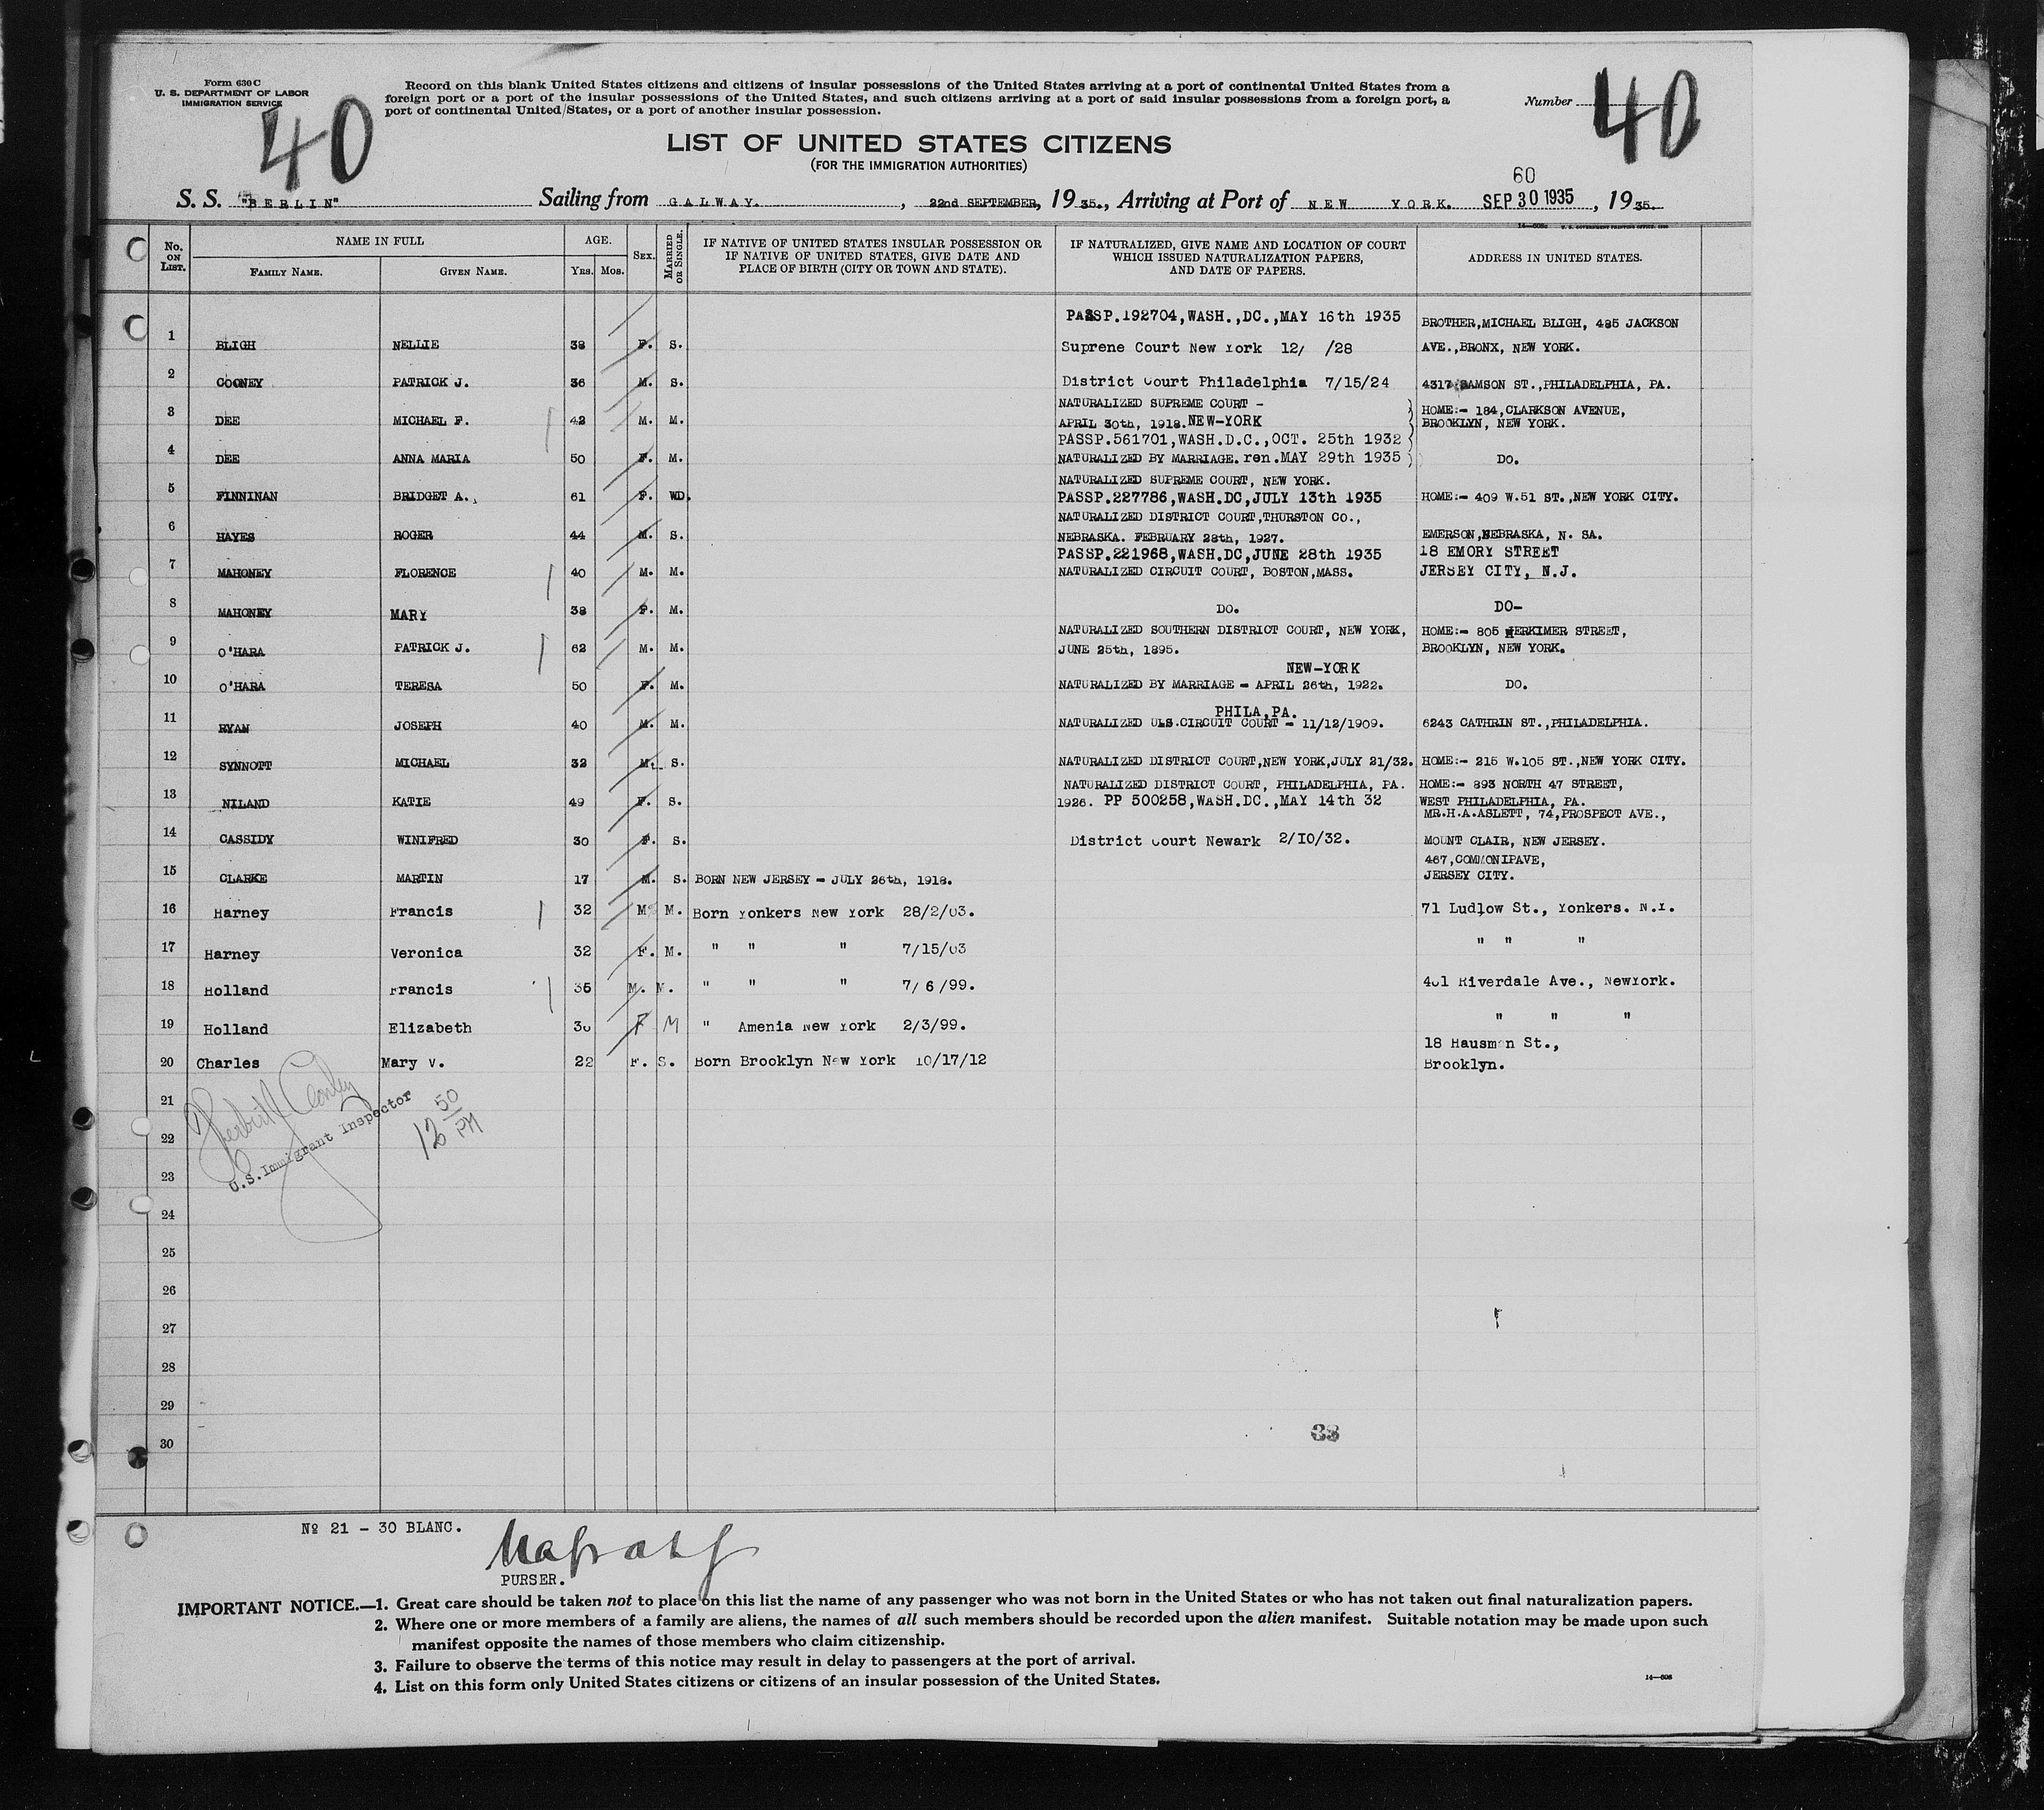 Form 630 C
U. S. DEPARTMENT OF LABOR
IMMIGRATION SERVICE
40
Record on this blank United States citizens and citizens of insular possessions of the United States arriving at a port of continental United States from a
foreign port or a port of the insular possessions of the United States, and such citizens arriving at a port of said insular possessions from a foreign port, a
port of continental United States, or a port of another insular possession.
Number 40
LIST OF UNITED STATES CITIZENS
(FOR THE IMMIGRATION AUTHORITIES)
60
S. S. "BERLIN" Sailing from GALWAY. , 22nd SEPTEMBER, 1935., Arriving at Port of NEW YORK. SEP 30 1935 , 1935.
No. ON LIST. NAME IN FULL FAMILY NAME. GIVEN NAME. AGE. YRS. MOS. SEX. MARRIED OR SINGLE. IF NATIVE OF UNITED STATES INSULAR POSSESSION OR IF NATIVE OF UNITED STATES, GIVE DATE AND PLACE OF BIRTH (CITY OR TOWN AND STATE). IF NATURALIZED, GIVE NAME AND LOCATION OF COURT WHICH ISSUED NATURALIZATION PAPERS, AND DATE OF PAPERS. ADDRESS IN UNITED STATES.
PASSP.192704,WASH.,DC.,MAY 16th 1935 BROTHER,MICHAEL BLIGH, 485 JACKSON
1 BLIGH NELLIE 38 F. S. Suprene Court New York 12/ /28 AVE.,BRONX, NEW YORK.
2 COONEY PATRICK J. 36 M. S. District Court Philadelphia 7/15/24 4317 SAMSON ST.,PHILADELPHIA, PA.
NATURALIZED SUPREME COURT - HOME:- 184,CLARKSON AVENUE,
3 DEE MICHAEL F. 42 M. M. APRIL 30th, 1918.NEW-YORK BROOKLYN, NEW YORK.
PASSP.561701,WASH.D.C.,OCT. 25th 1932
4 DEE ANNA MARIA 50 F. M. NATURALIZED BY MARRIAGE. ren.MAY 29th 1935 DO.
NATURALIZED SUPREME COURT, NEW YORK.
5 FINNINAN BRIDGET A., 61 F. WD. PASSP.227786,WASH.DC,JULY 13th 1935 HOME:- 409 W.51 ST.,NEW YORK CITY.
NATURALIZED DISTRICT COURT,THURSTON CO.,
6 HAYES ROGER 44 M. S. NEBRASKA. FEBRUARY 28th, 1927. EMERSON,NEBRASKA, N. SA.
PASSP.221968,WASH.DC,JUNE 28th 1935 18 EMORY STREET
7 MAHONEY FLORENCE 40 M. M. NATURALIZED CIRCUIT COURT, BOSTON,MASS. JERSEY CITY, N.J.
8 MAHONEY MARY 38 F. M. DO. DO-
NATURALIZED SOUTHERN DISTRICT COURT, NEW YORK, HOME:- 805 HERKIMER STREET,
9 O'HARA PATRICK J. 62 M. M. JUNE 25th, 1895. BROOKLYN, NEW YORK.
NEW-YORK
10 O'HARA TERESA 50 F. M. NATURALIZED BY MARRIAGE - APRIL 26th, 1922. DO.
PHILA,PA.
11 RYAN JOSEPH 40 M. M. NATURALIZED U.S.CIRCUIT COURT - 11/12/1909. 6243 CATHRIN ST.,PHILADELPHIA.
12 SYNNOTT MICHAEL 32 M. S. NATURALIZED DISTRICT COURT,NEW YORK,JULY 21/32. HOME:- 215 W.105 ST.,NEW YORK CITY.
NATURALIZED DISTRICT COURT, PHILADELPHIA, PA. HOME:- 893 NORTH 47 STREET,
13 NILAND KATIE 49 F. S. 1926. PP 500258,WASH.DC.,MAY 14th 32 WEST PHILADELPHIA, PA.
MR.H.A.ASLETT, 74,PROSPECT AVE.,
14 CASSIDY WINIFRED 30 F. S. District Court Newark 2/10/32. MOUNT CLAIR, NEW JERSEY.
467,COMMONIPAVE,
15 CLARKE MARTIN 17 M. S. BORN NEW JERSEY - JULY 26th, 1918. JERSEY CITY.
16 Harney Francis 32 M M. Born Yonkers New York 28/2/03. 71 Ludlow St., Yonkers. N.Y.
17 Harney Veronica 32 F. M. " " " 7/15/03 " " "
18 Holland Francis 36 M. M. " " " 7/ 6 /99. 401 Riverdale Ave., NewYork.
19 Holland Elizabeth 36 F M " Amenia New York 2/3/99. " " "
18 Hausman St.,
20 Charles Mary V. 22 F. S. Born Brooklyn New York 10/17/12 Brooklyn.
21
22
U.S.Immigrant Inspector
12 50 PM
23
24
25
26
27
28
29
30
33
No 21 - 30 BLANC.
PURSER.
IMPORTANT NOTICE.—1. Great care should be taken not to place on this list the name of any passenger who was not born in the United States or who has not taken out final naturalization papers.
2. Where one or more members of a family are aliens, the names of all such members should be recorded upon the alien manifest. Suitable notation may be made upon such
manifest opposite the names of those members who claim citizenship.
3. Failure to observe the terms of this notice may result in delay to passengers at the port of arrival.
4. List on this form only United States citizens or citizens of an insular possession of the United States.
14—608